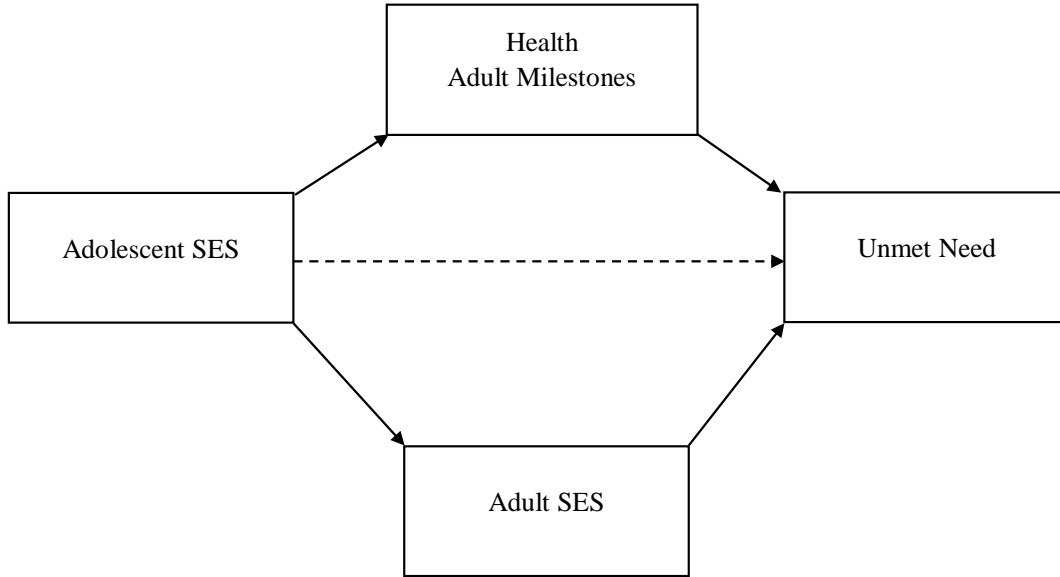 Health
Adult Milestones
Adolescent SES
Unmet Need
Adult SES